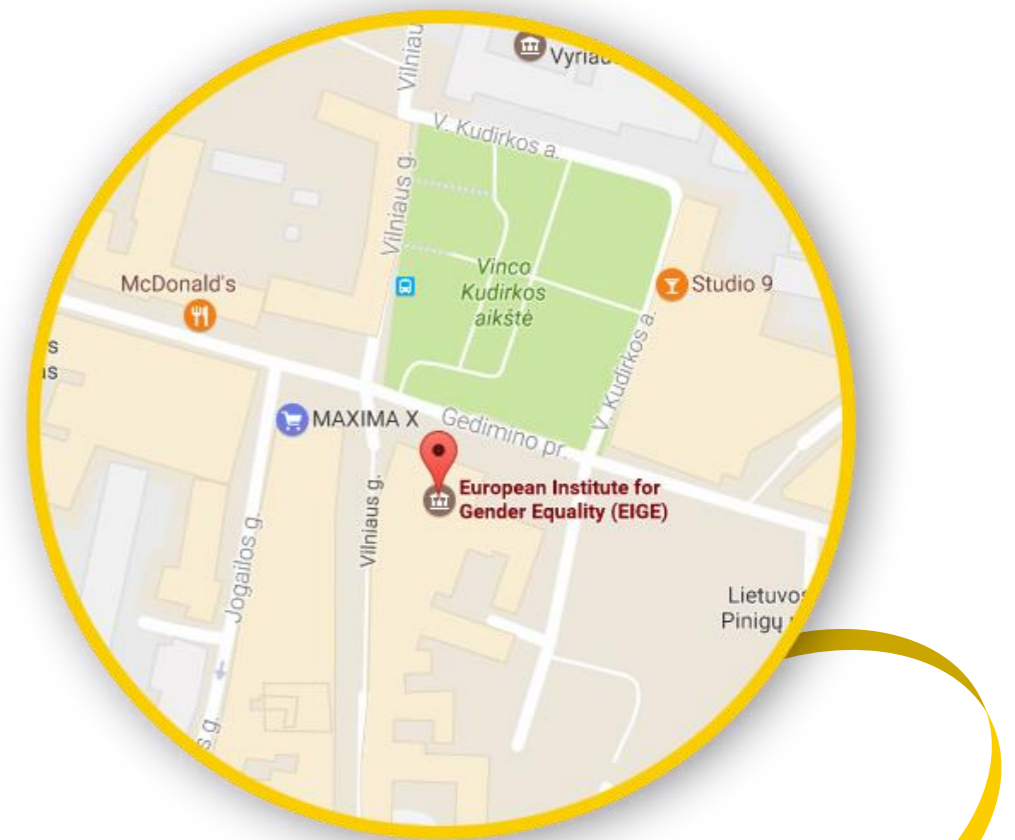 Vilniau
Vyriau
V. Kudirkos a.
Vilniaus g.
Vinco
Kudirkos
aikštė
McDonald's
Studio 9
s
as
V. Kudirkos a.
MAXIMA X
Gedimino pr.
European Institute for
Gender Equality (EIGE)
Vilniaus g.
Jogailos g.
Lietuvos
Pinigų
s g.